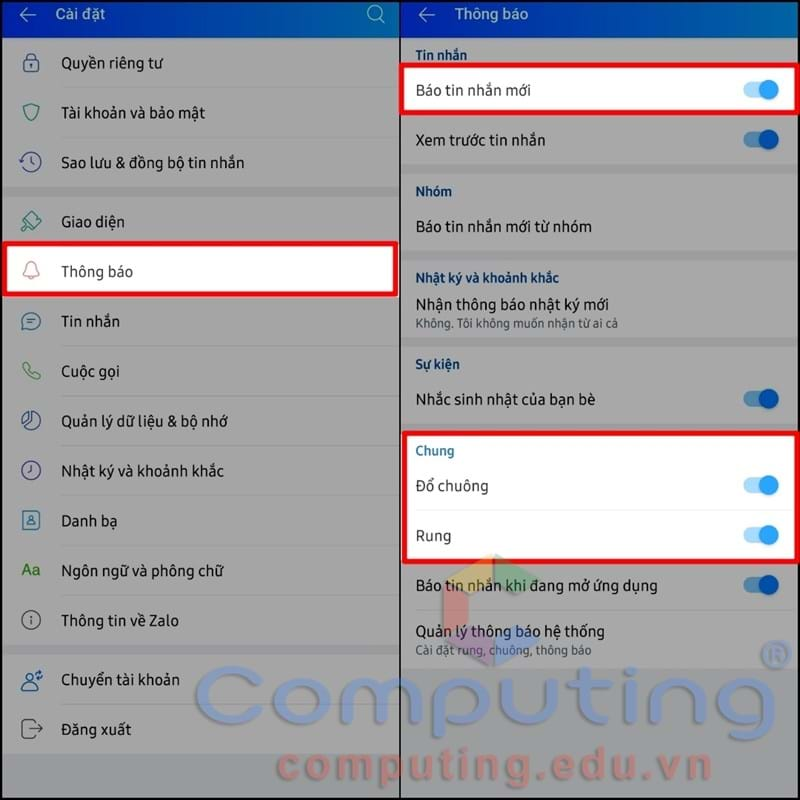 Cài đặt
Quyền riêng tư
Tài khoản và bảo mật
Sao lưu & đồng bộ tin nhắn
Giao diện
Thông báo
Tin nhắn
Cuộc gọi
Quản lý dữ liệu & bộ nhớ
Nhật ký và khoảnh khắc
Danh bạ
Aa Ngôn ngữ và phông chữ
Thông tin về Zalo
Chuyển tài khoản
Đăng xuất
Thông báo
Tin nhắn
Báo tin nhắn mới
Xem trước tin nhắn
Nhóm
Báo tin nhắn mới từ nhóm
Nhật ký và khoảnh khắc
Nhận thông báo nhật ký mới
Không. Tôi không muốn nhận từ ai cả
Sự kiện
Nhắc sinh nhật của bạn bè
Chung
Đổ chuông
Rung
Báo tin nhắn khi đang mở ứng dụng
Quản lý thông báo hệ thống
Cài đặt rung, chuông, thông báo
Computing®
computing.edu.vn